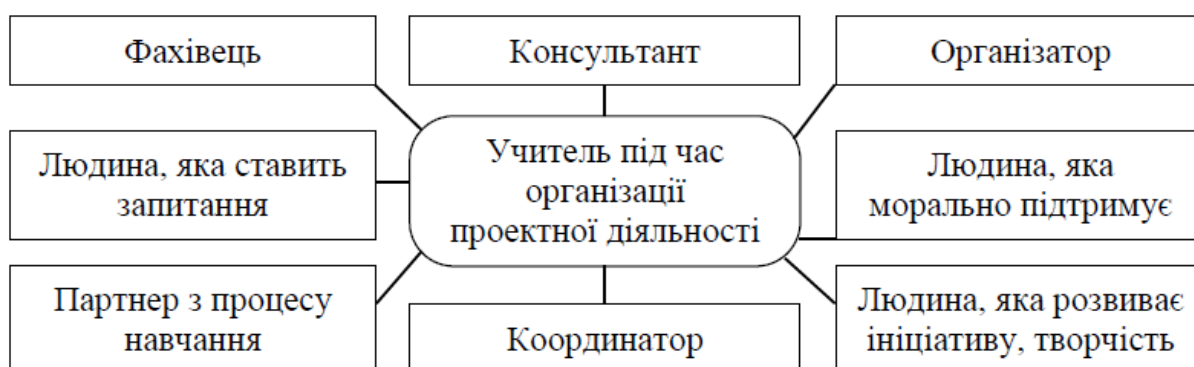 Фахівець
Консультант
Організатор
Людина, яка ставить
запитання
Учитель під час
організації
проектної діяльності
Людина, яка
морально підтримує
Партнер з процесу
навчання
Координатор
Людина, яка розвиває
ініціативу, творчість